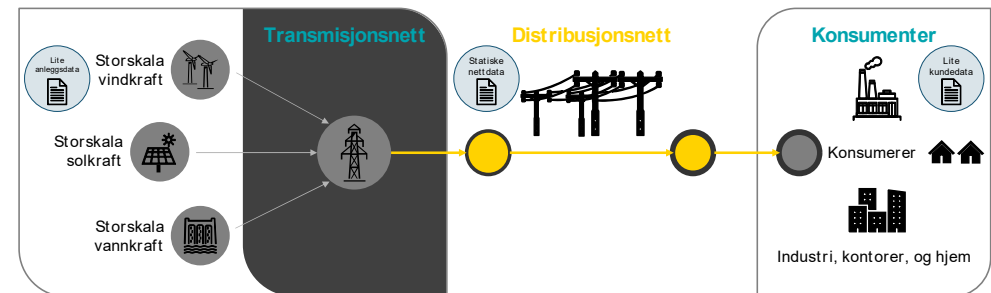 Transmisjonsnett
Distribusjonsnett
Konsumenter
Lite
anleggsdata
Storskala
vindkraft
Storskala
solkraft
Storskala
vannkraft
Statiske
nettdata
Lite
kundedata
Konsumerer
Industri, kontorer, og hjem